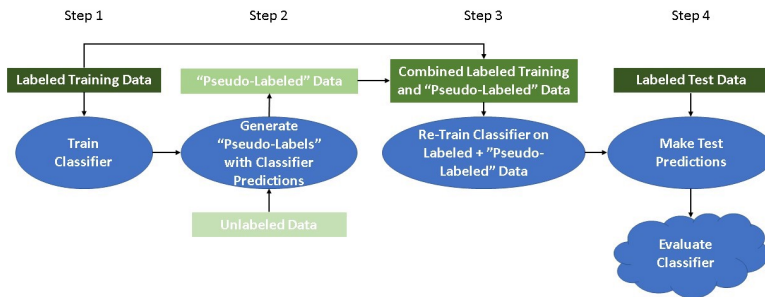 Step 1
Step 2
Step 3
Step 4
Labeled Training Data
"Pseudo-Labeled" Data
Combined Labeled Training
and "Pseudo-Labeled" Data
Labeled Test Data
Train
Classifier
Generate
"Pseudo-Labels"
with Classifier
Predictions
Re-Train Classifier on
Labeled + "Pseudo-
Labeled" Data
Make Test
Predictions
Unlabeled Data
Evaluate
Classifier